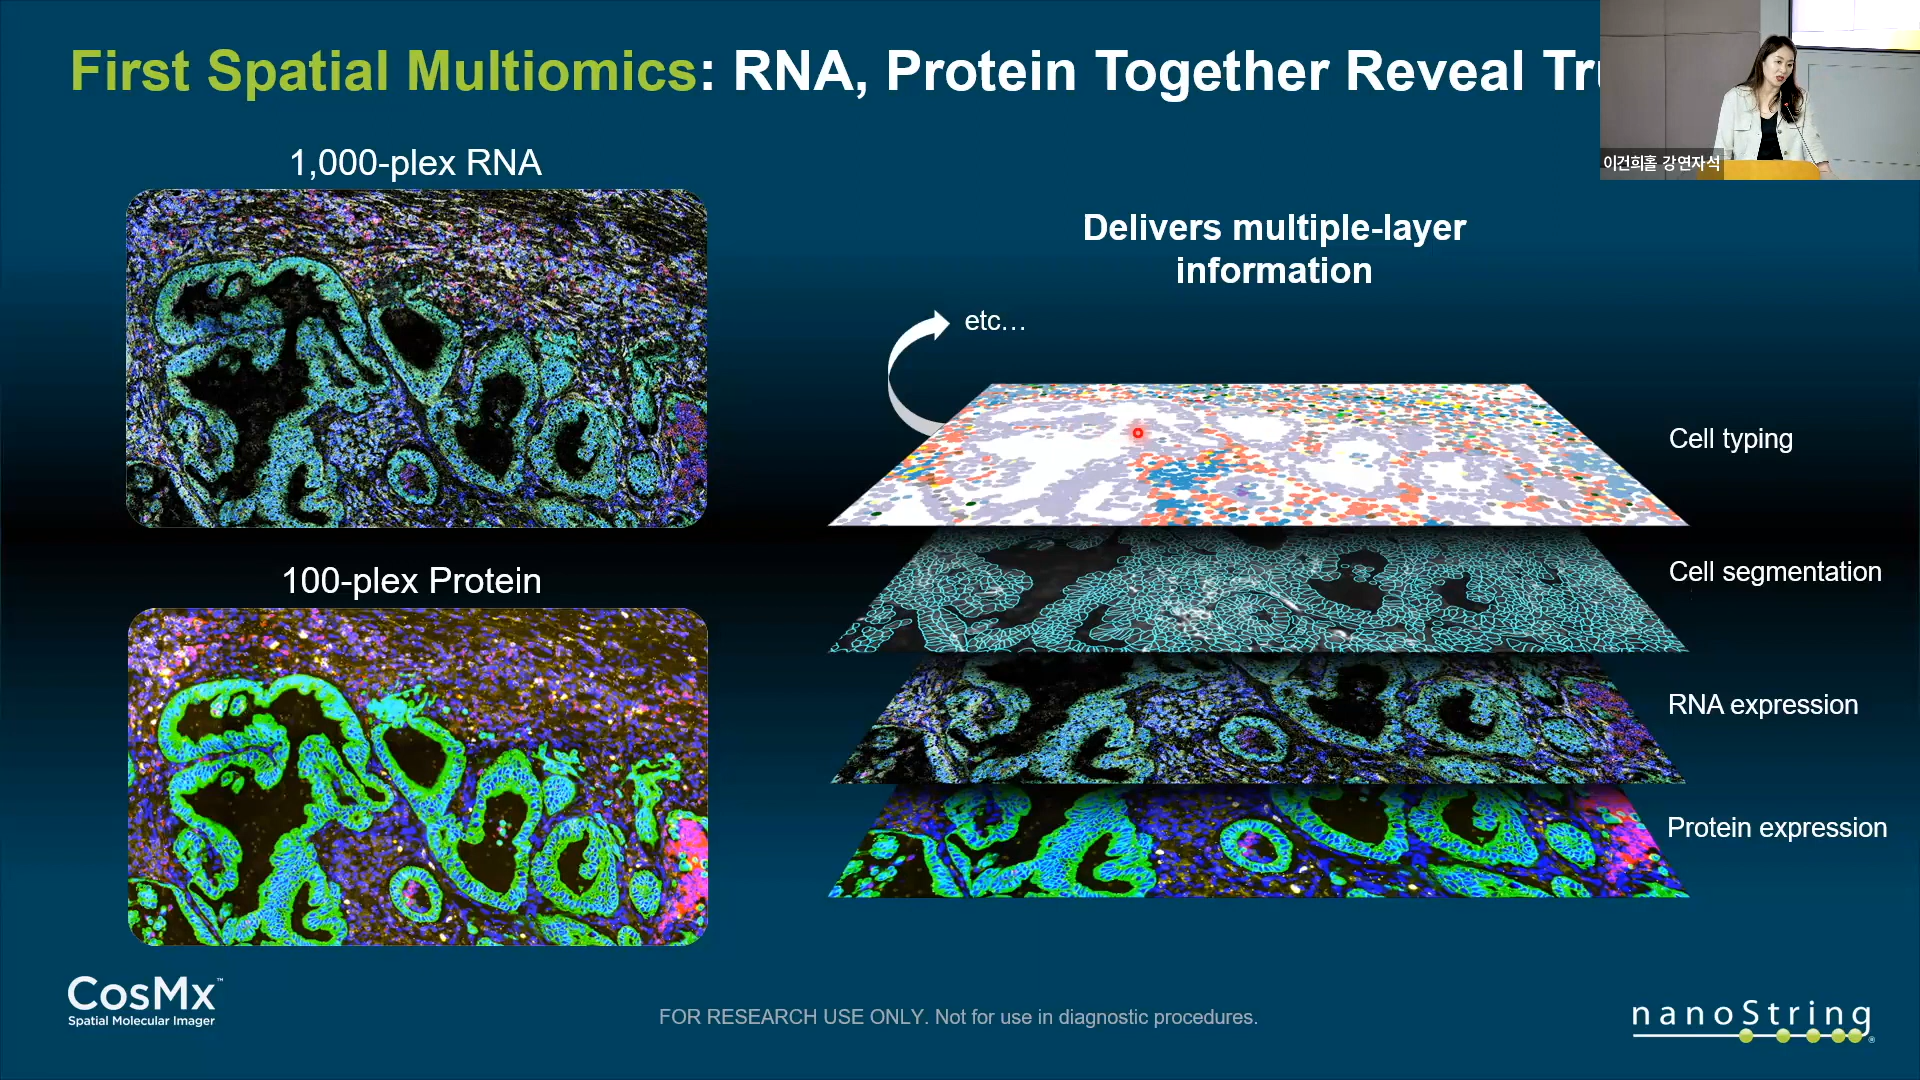 First Spatial Multiomics: RNA, Protein Together Reveal
이건희홀 강연자석
1,000-plex RNA
Delivers multiple-layer
information
etc…
Cell typing
Cell segmentation
100-plex Protein
RNA expression
Protein expression
CosMx™
Spatial Molecular Imager
FOR RESEARCH USE ONLY. Not for use in diagnostic procedures.
nanoString®